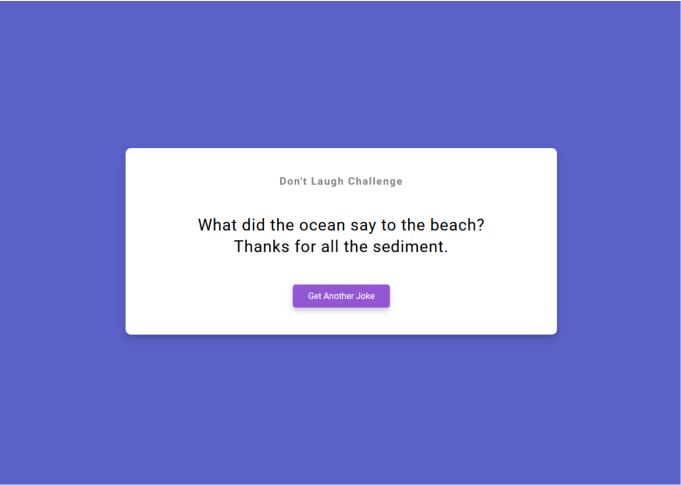 Don't Laugh Challenge
What did the ocean say to the beach?
Thanks for all the sediment.
Get Another Joke